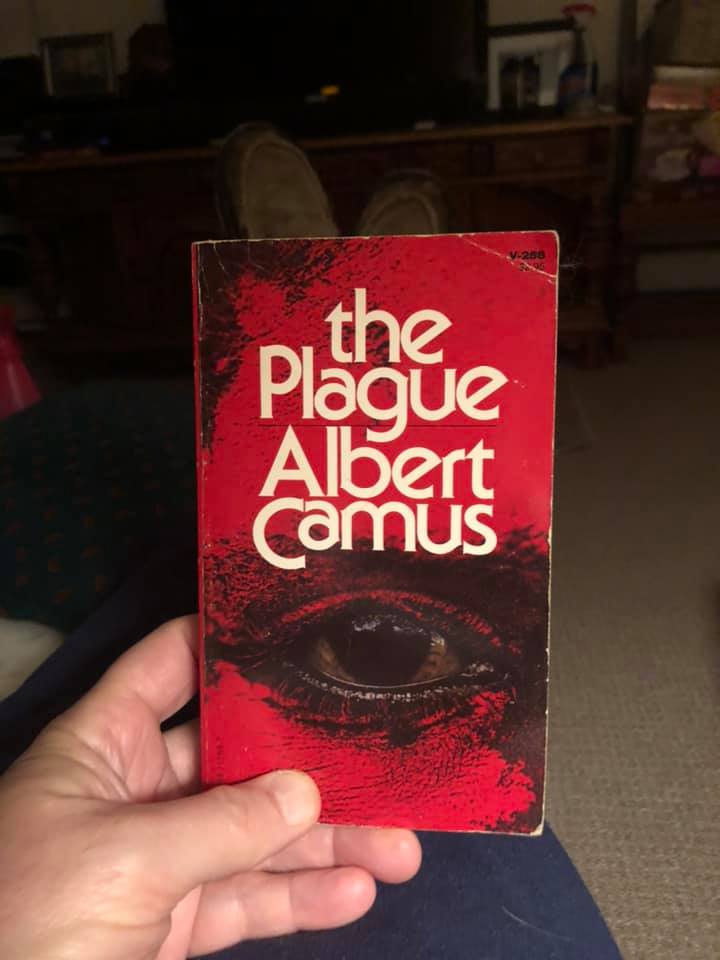 V-258
the
Plague
Albert
Camus